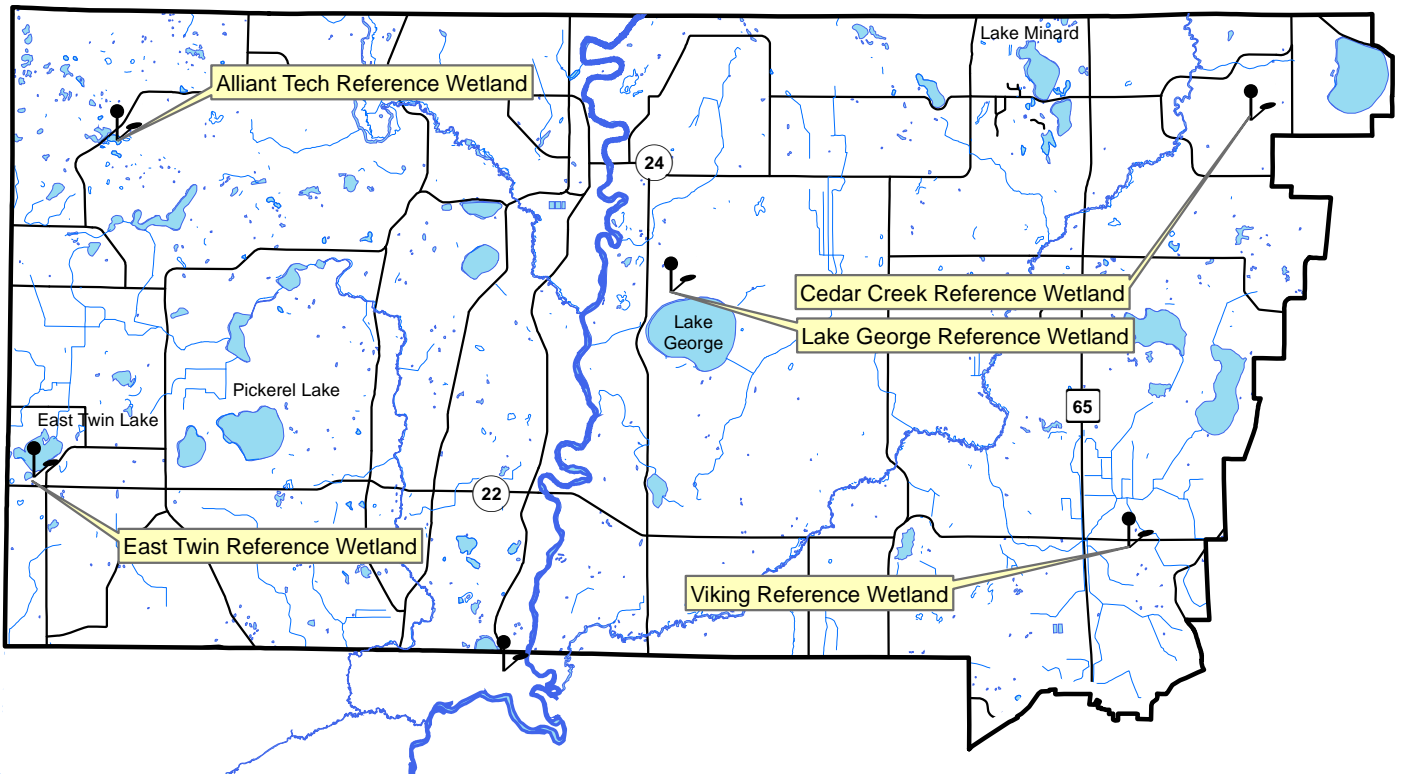 Lake Minard
Alliant Tech Reference Wetland
24
Cedar Creek Reference Wetland
Lake
George
Lake George Reference Wetland
Pickerel Lake
65
East Twin Lake
22
East Twin Reference Wetland
Viking Reference Wetland